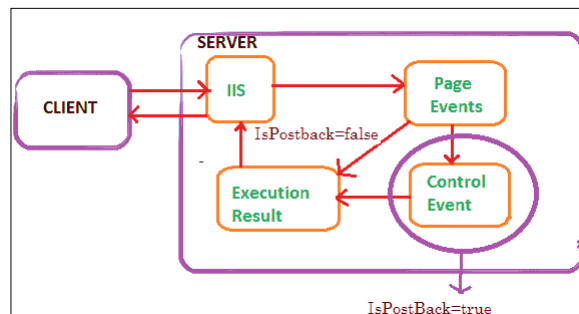 SERVER
CLIENT
IIS
Page
Events
IsPostback=false
Execution
Result
Control
Event
IsPostBack=true